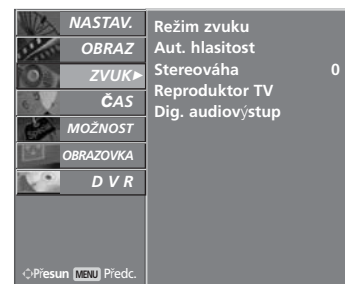 NASTAV.
OBRAZ
ZVUK
ČAS
MOŽNOST
OBRAZOVKA
D V R
Režim zvuku
Aut. hlasitost
Stereováha 0
Reproduktor TV
Dig. audiovýstup
Přesun MENU Předc.